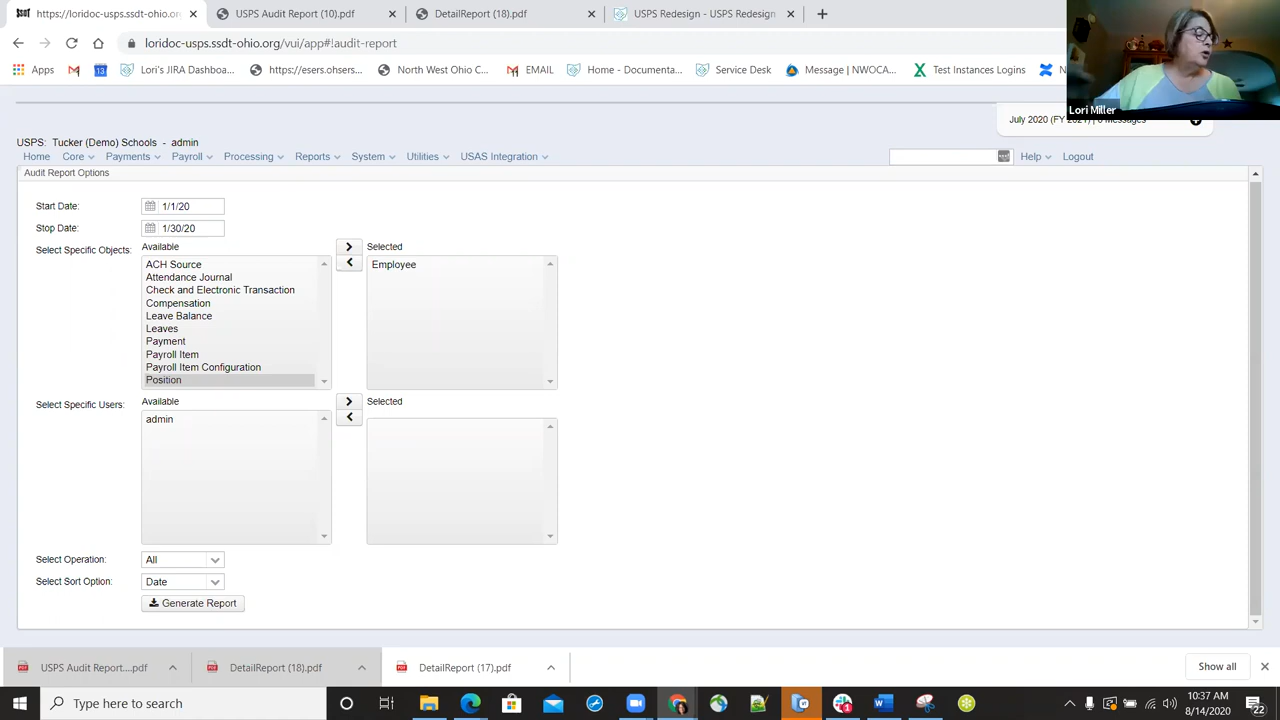 https://loridoc-usps.ssdt-ohio.org
USPS Audit Report (10).pdf
DetailReport (18).pdf
USPS Redesign - USPS Redesign
loridoc-usps.ssdt-ohio.org/vui/app#!audit-report
Apps
Lori's JIRA Dashboa...
https://esers.ohsers...
North West Ohio C...
EMAIL
Home - Documenta...
Service Desk
Message | NWOCA...
Test Instances Logins
Lori Miller
USPS: Tucker (Demo) Schools - admin
Home
Core
Payments
Payroll
Processing
Reports
System
Utilities
USAS Integration
Help
Logout
Audit Report Options
Start Date: 1/1/20
Stop Date: 1/30/20
Select Specific Objects:
Available
ACH Source
Attendance Journal
Check and Electronic Transaction
Compensation
Leave Balance
Leaves
Payment
Payroll Item
Payroll Item Configuration
Position
Selected
Employee
Select Specific Users:
Available
admin
Selected
Select Operation: All
Select Sort Option: Date
Generate Report
USPS Audit Report....pdf
DetailReport (18).pdf
DetailReport (17).pdf
Show all
Type here to search
10:37 AM
8/14/2020
22